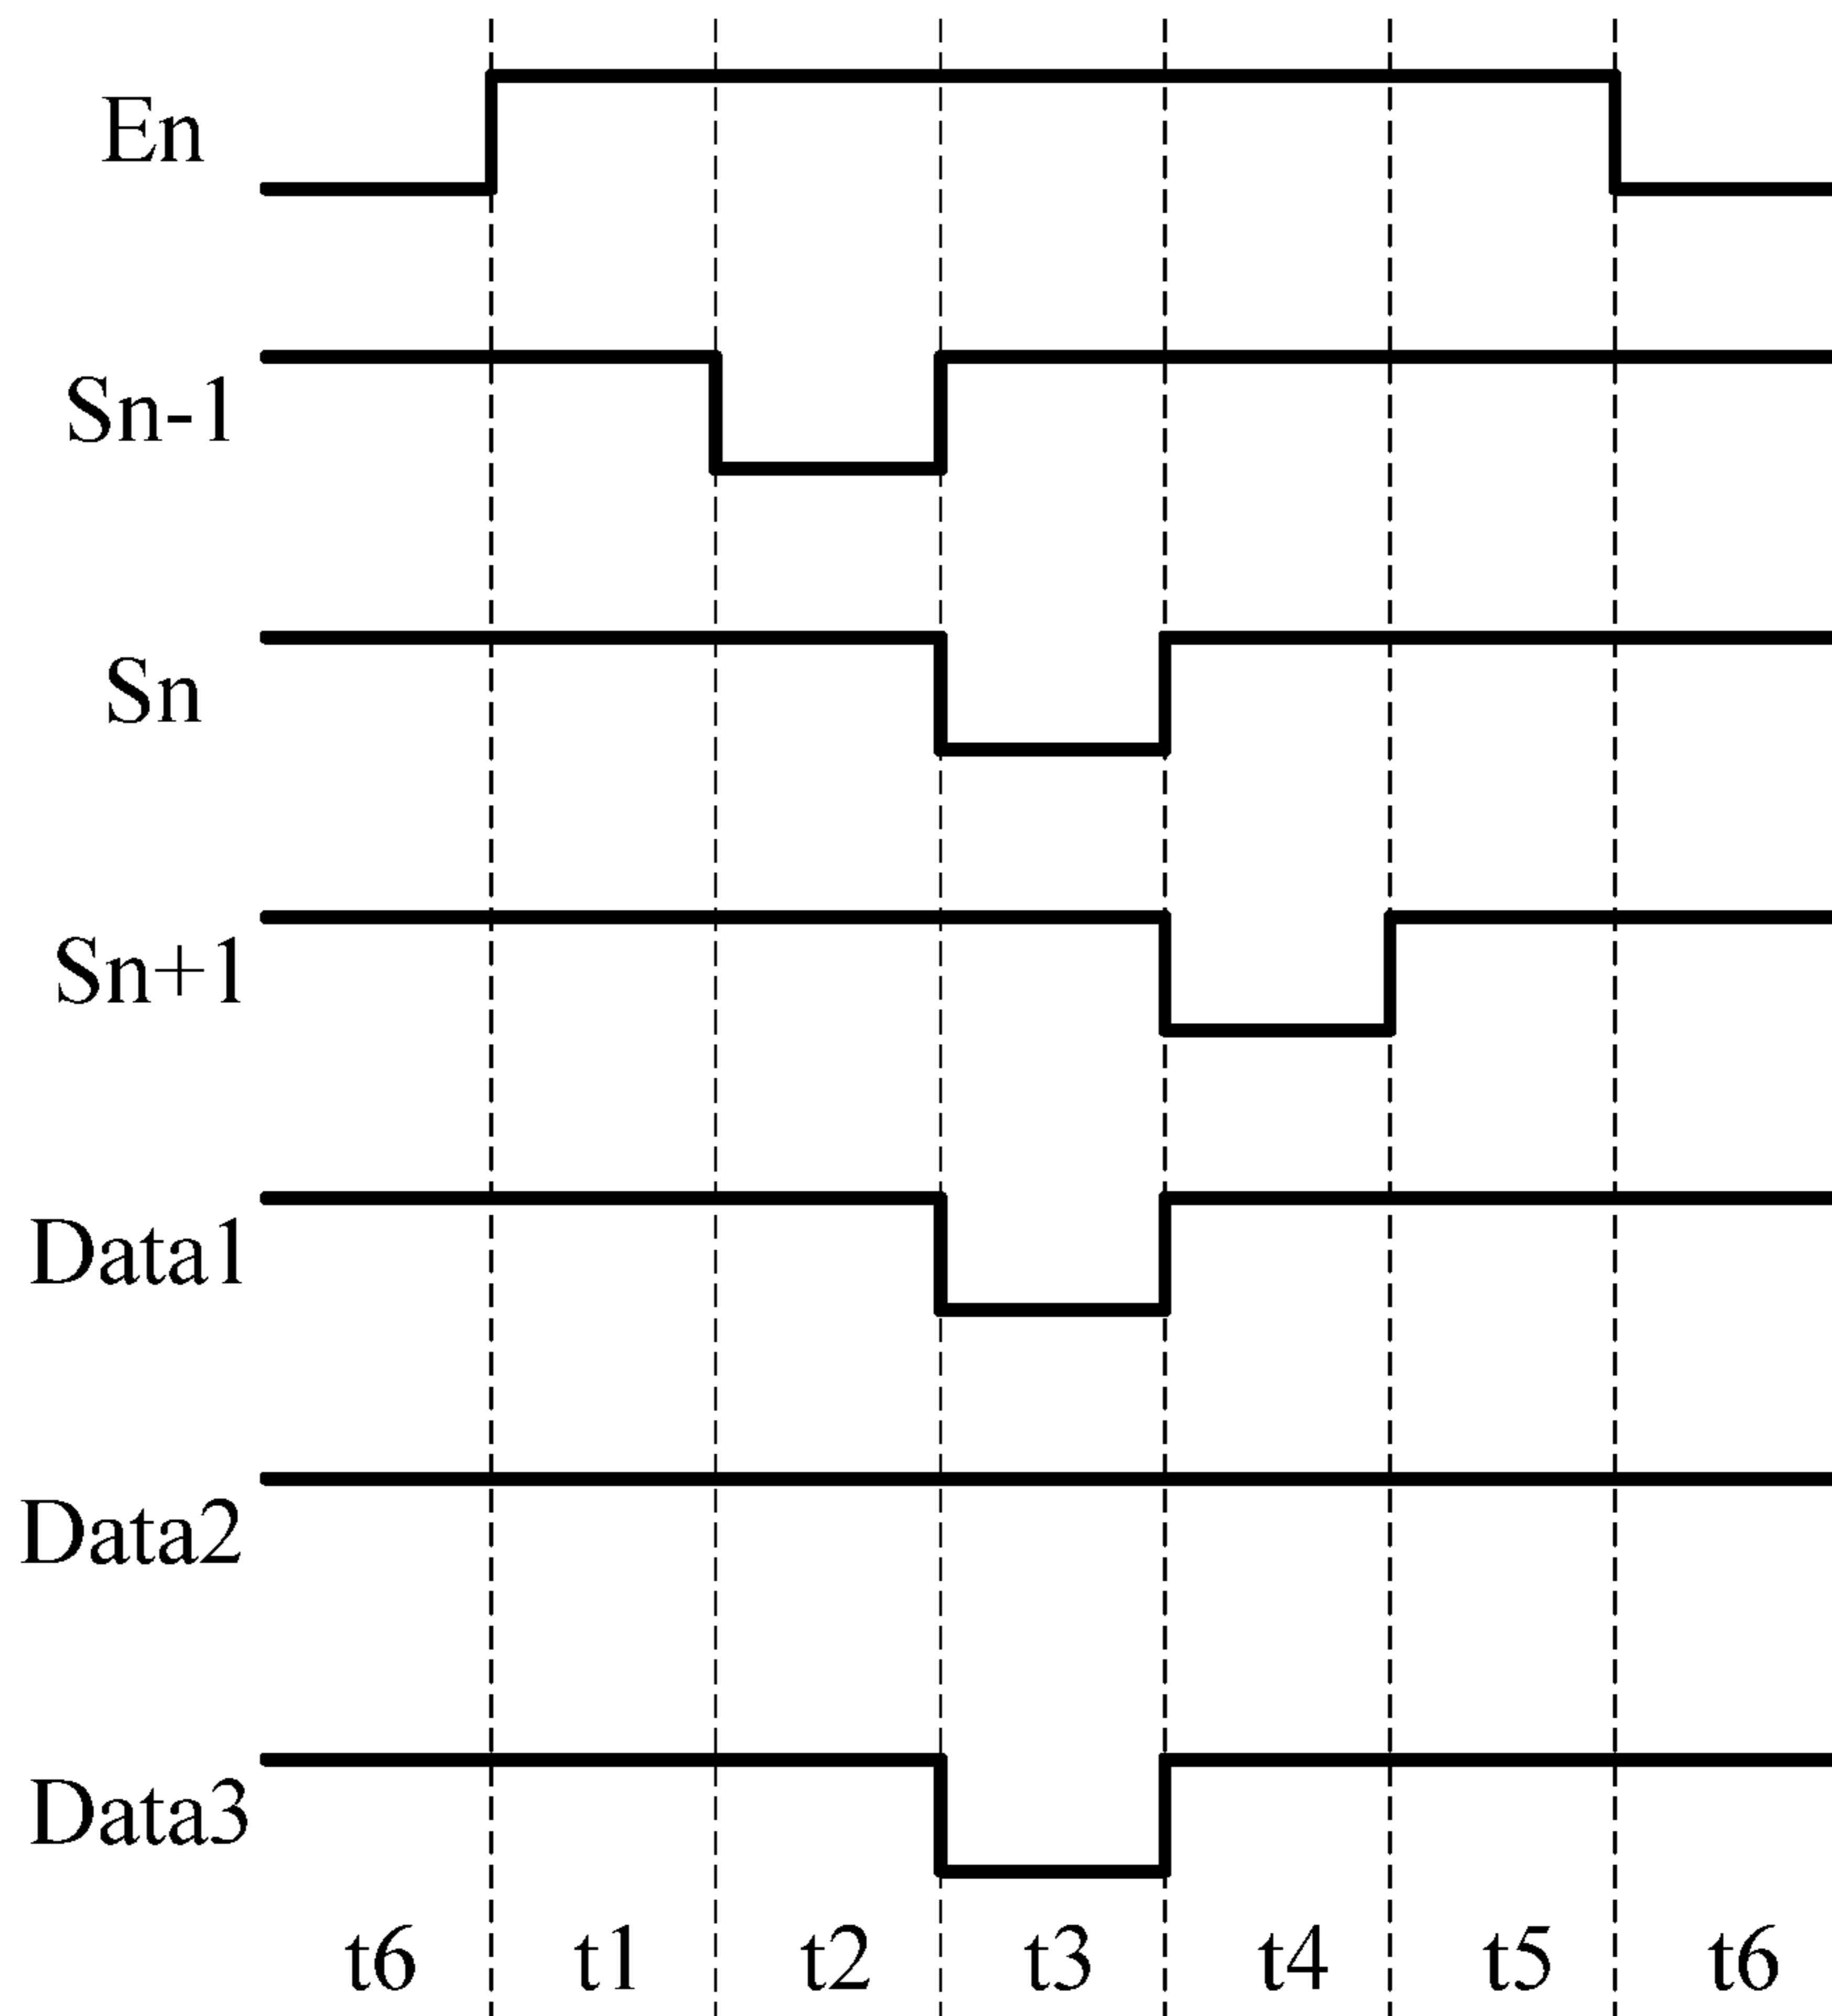 En
Sn-1
Sn
Sn+1
Data1
Data2
Data3
t6 t1 t2 t3 t4 t5 t6